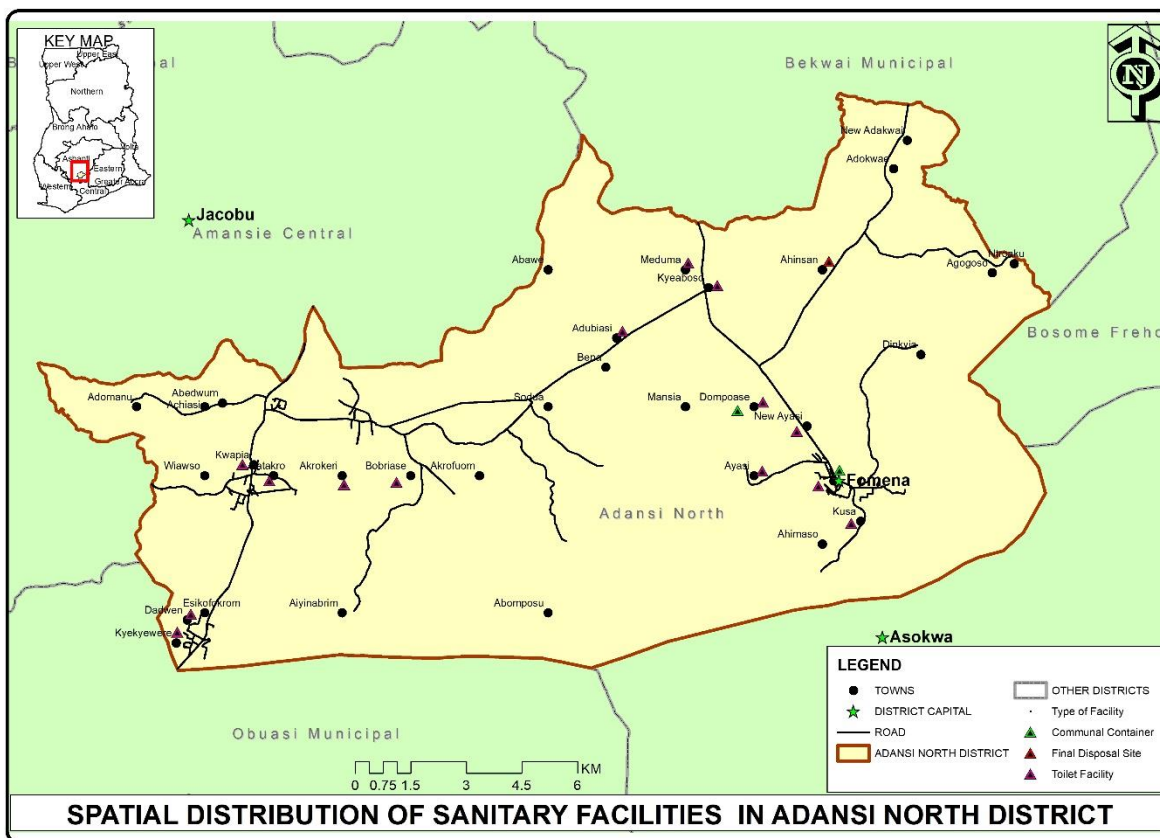 KEY MAP
Upper East
Upper West
Northern
Brong Ahafo
Volta
Ashanti
Eastern
Greater Accra
Western
Central
Bekwai Municipal
N
Jacobu
Amansie Central
New Adakwai
Adokwae
Abawe
Meduma
Kyeaboso
Ahinsan
Agogoso
Adubiasi
Bena
Dinkyia
Bosome Freho
Adomanu
Abedwum
Achiasi
Sodua
Mansia
Dompoase
New Ayasi
Wiawso
Kwapia
Akrokeri
Bobriase
Akrofuom
Ayasi
Fomena
Adansi North
Kusa
Ahimaso
Dadwen
Esikofokrom
Aiyinabrim
Abomposu
Kyekyewere
Asokwa
Obuasi Municipal
LEGEND
TOWNS
DISTRICT CAPITAL
ROAD
ADANSI NORTH DISTRICT
OTHER DISTRICTS
Type of Facility
Communal Container
Final Disposal Site
Toilet Facility
KM
0 0.75 1.5 3 4.5 6
SPATIAL DISTRIBUTION OF SANITARY FACILITIES IN ADANSI NORTH DISTRICT